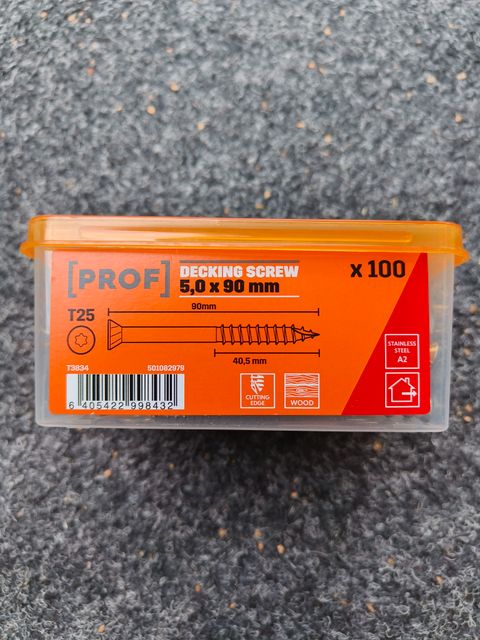 [PROF]
DECKING SCREW
5,0 x 90 mm
x 100
T25
90mm
40,5 mm
T3834 501082979
6 405422 998432
CUTTING
EDGE
WOOD
STAINLESS
STEEL
A2